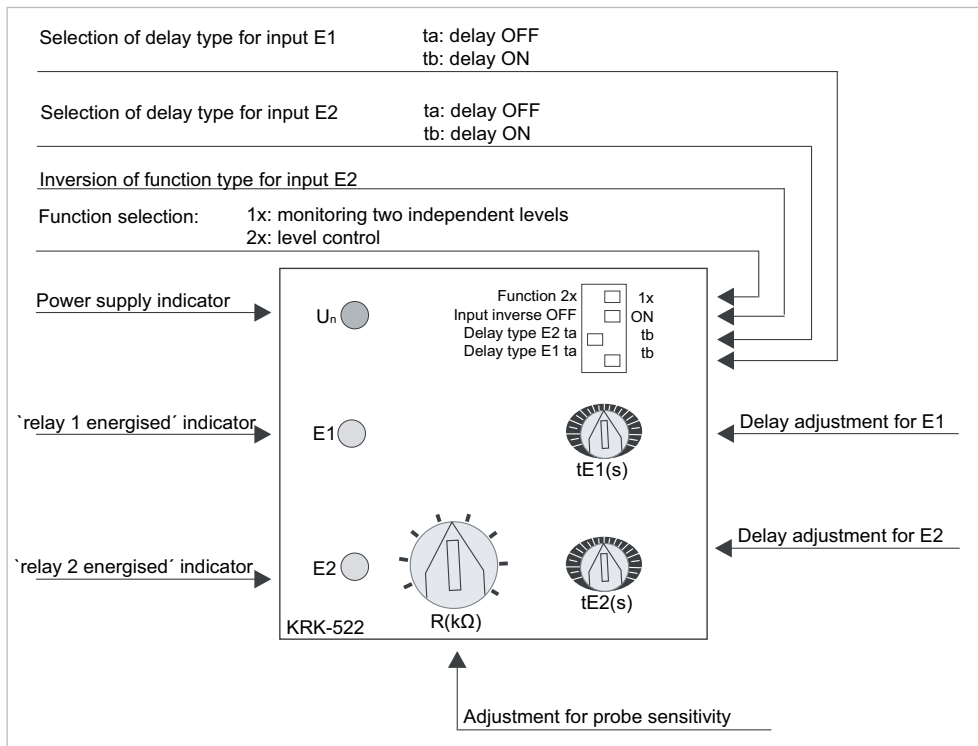 Selection of delay type for input E1 ta: delay OFF
tb: delay ON
Selection of delay type for input E2 ta: delay OFF
tb: delay ON
Inversion of function type for input E2
Function selection: 1x: monitoring two independent levels
2x: level control
Power supply indicator
Un
Function 2x 1x
Input inverse OFF ON
Delay type E2 ta tb
Delay type E1 ta tb
`relay 1 energised´ indicator
E1
tE1(s)
Delay adjustment for E1
`relay 2 energised´ indicator
E2
R(kΩ)
tE2(s)
Delay adjustment for E2
KRK-522
Adjustment for probe sensitivity